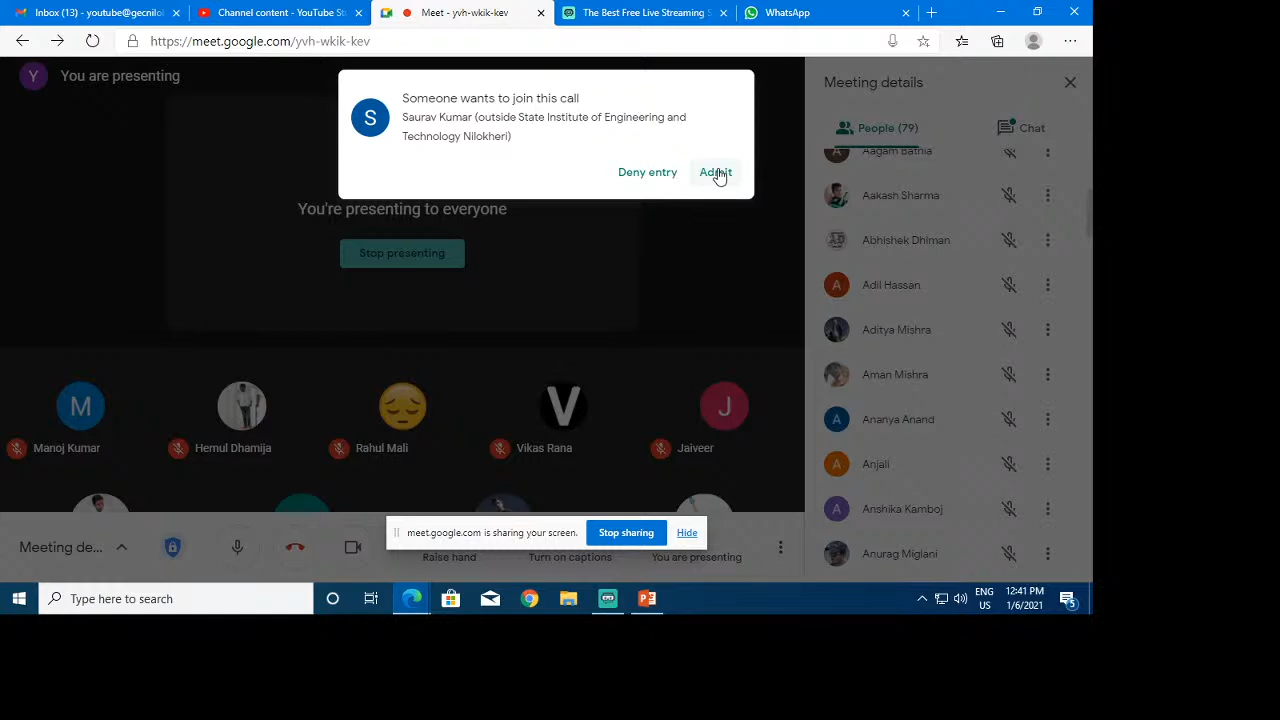 Inbox (13) - youtube@gecnilo
Channel content - YouTube St
Meet - yvh-wkik-kev
The Best Free Live Streaming S
WhatsApp
https://meet.google.com/yvh-wkik-kev
Y
You are presenting
Someone wants to join this call
S
Saurav Kumar (outside State Institute of Engineering and
Technology Nilokheri)
Deny entry
Admit
You're presenting to everyone
Stop presenting
Meeting details
People (79)
Chat
Aagam Bathla
Aakash Sharma
Abhishek Dhiman
A
Adil Hassan
Aditya Mishra
Aman Mishra
A
Ananya Anand
A
Anjali
A
Anshika Kamboj
A
Anurag Miglani
M
V
J
Manoj Kumar
Hemul Dhamija
Rahul Mali
Vikas Rana
Jaiveer
meet.google.com is sharing your screen.
Stop sharing
Hide
Meeting de...
Raise hand
Turn on captions
You are presenting
Type here to search
ENG
US
12:41 PM
1/6/2021
5